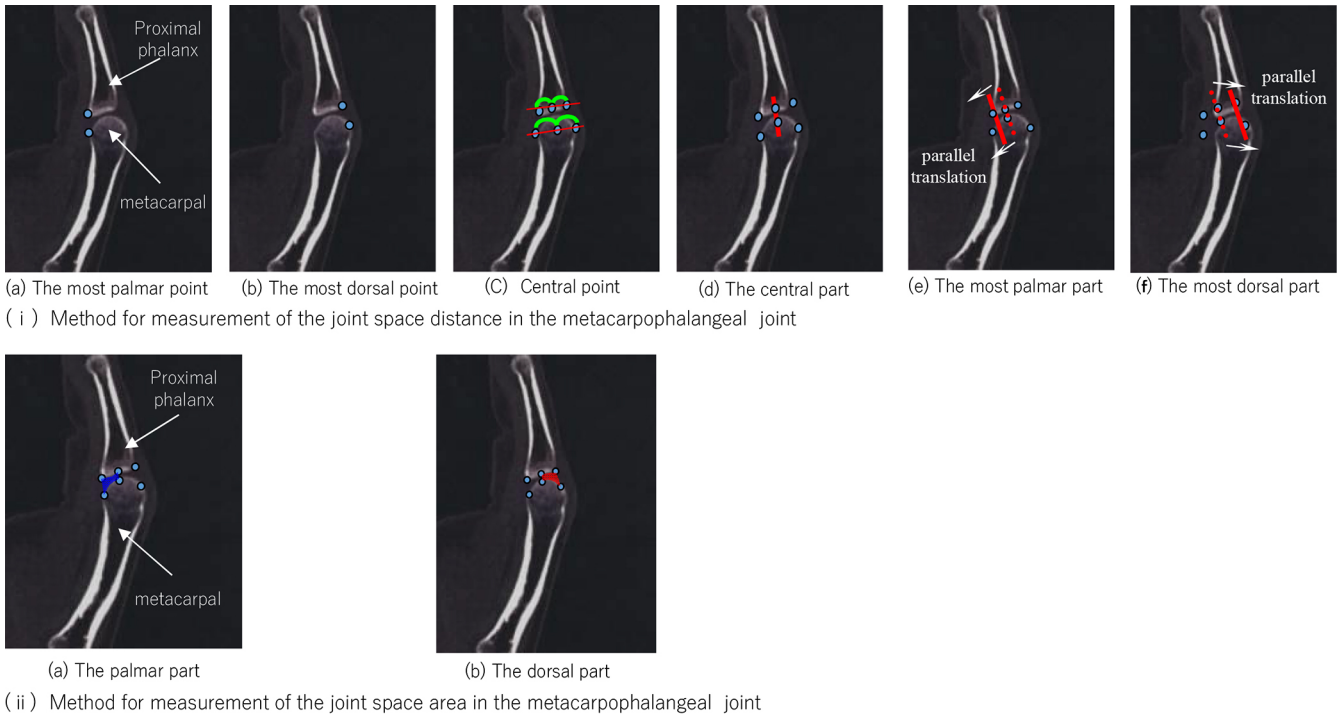 Proximal
phalanx
metacarpal
parallel
translation
parallel
translation
(a) The most palmar point
(b) The most dorsal point
(C) Central point
(d) The central part
(e) The most palmar part
(f) The most dorsal part
(ⅰ) Method for measurement of the joint space distance in the metacarpophalangeal joint
Proximal
phalanx
metacarpal
(a) The palmar part
(b) The dorsal part
(ⅱ) Method for measurement of the joint space area in the metacarpophalangeal joint